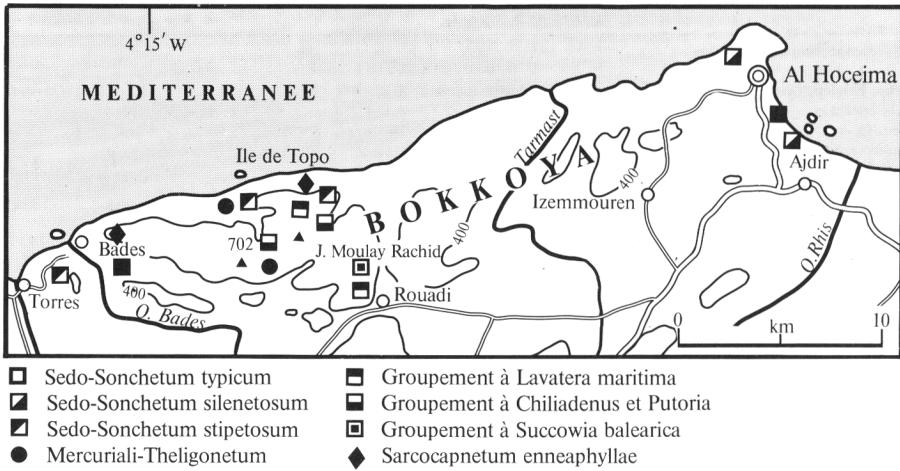 4°15′ W
MEDITERRANEE
Al Hoceima
Ile de Topo
Tarmast
Ajdir
BOKKOYA
400
Izemmouren
702
400
J. Moulay Rachid
Bades
O. Rhis
Torres
400
Rouadi
O. Bades
0 km 10
Sedo-Sonchetum typicum
Sedo-Sonchetum silenetosum
Sedo-Sonchetum stipetosum
Mercuriali-Theligonetum
Groupement à Lavatera maritima
Groupement à Chiliadenus et Putoria
Groupement à Succowia balearica
Sarcocapnetum enneaphyllae